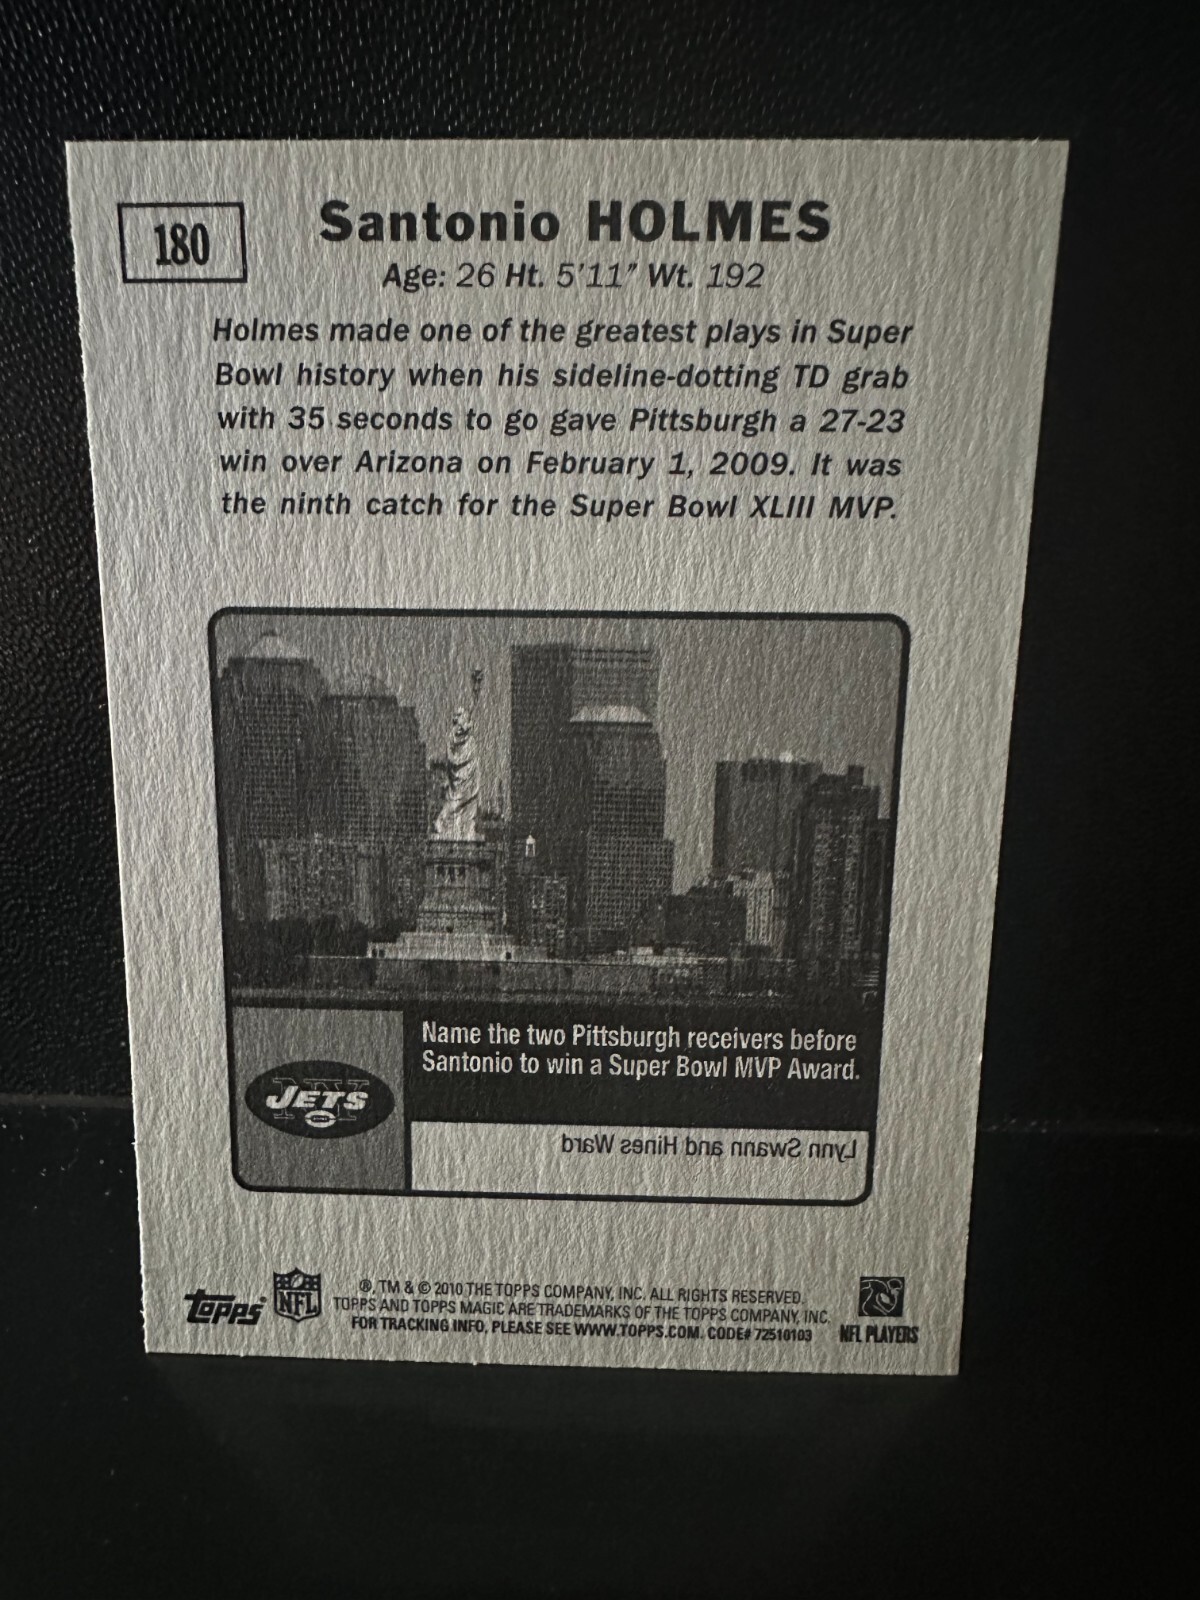 180
Santonio HOLMES
Age: 26 Ht. 5'11" Wt. 192
Holmes made one of the greatest plays in Super
Bowl history when his sideline-dotting TD grab
with 35 seconds to go gave Pittsburgh a 27-23
win over Arizona on February 1, 2009. It was
the ninth catch for the Super Bowl XLIII MVP.
Name the two Pittsburgh receivers before
Santonio to win a Super Bowl MVP Award.
NY
JETS
Lynn Swann and Hines Ward
Topps®
NFL
®, TM & © 2010 THE TOPPS COMPANY, INC. ALL RIGHTS RESERVED.
TOPPS AND TOPPS MAGIC ARE TRADEMARKS OF THE TOPPS COMPANY, INC.
FOR TRACKING INFO, PLEASE SEE WWW.TOPPS.COM. CODE# 72510103
NFL PLAYERS